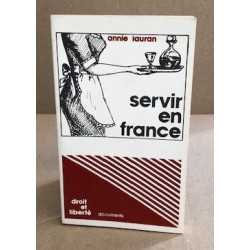 annie lauran
servir
en
france
droit et
liberté
documents